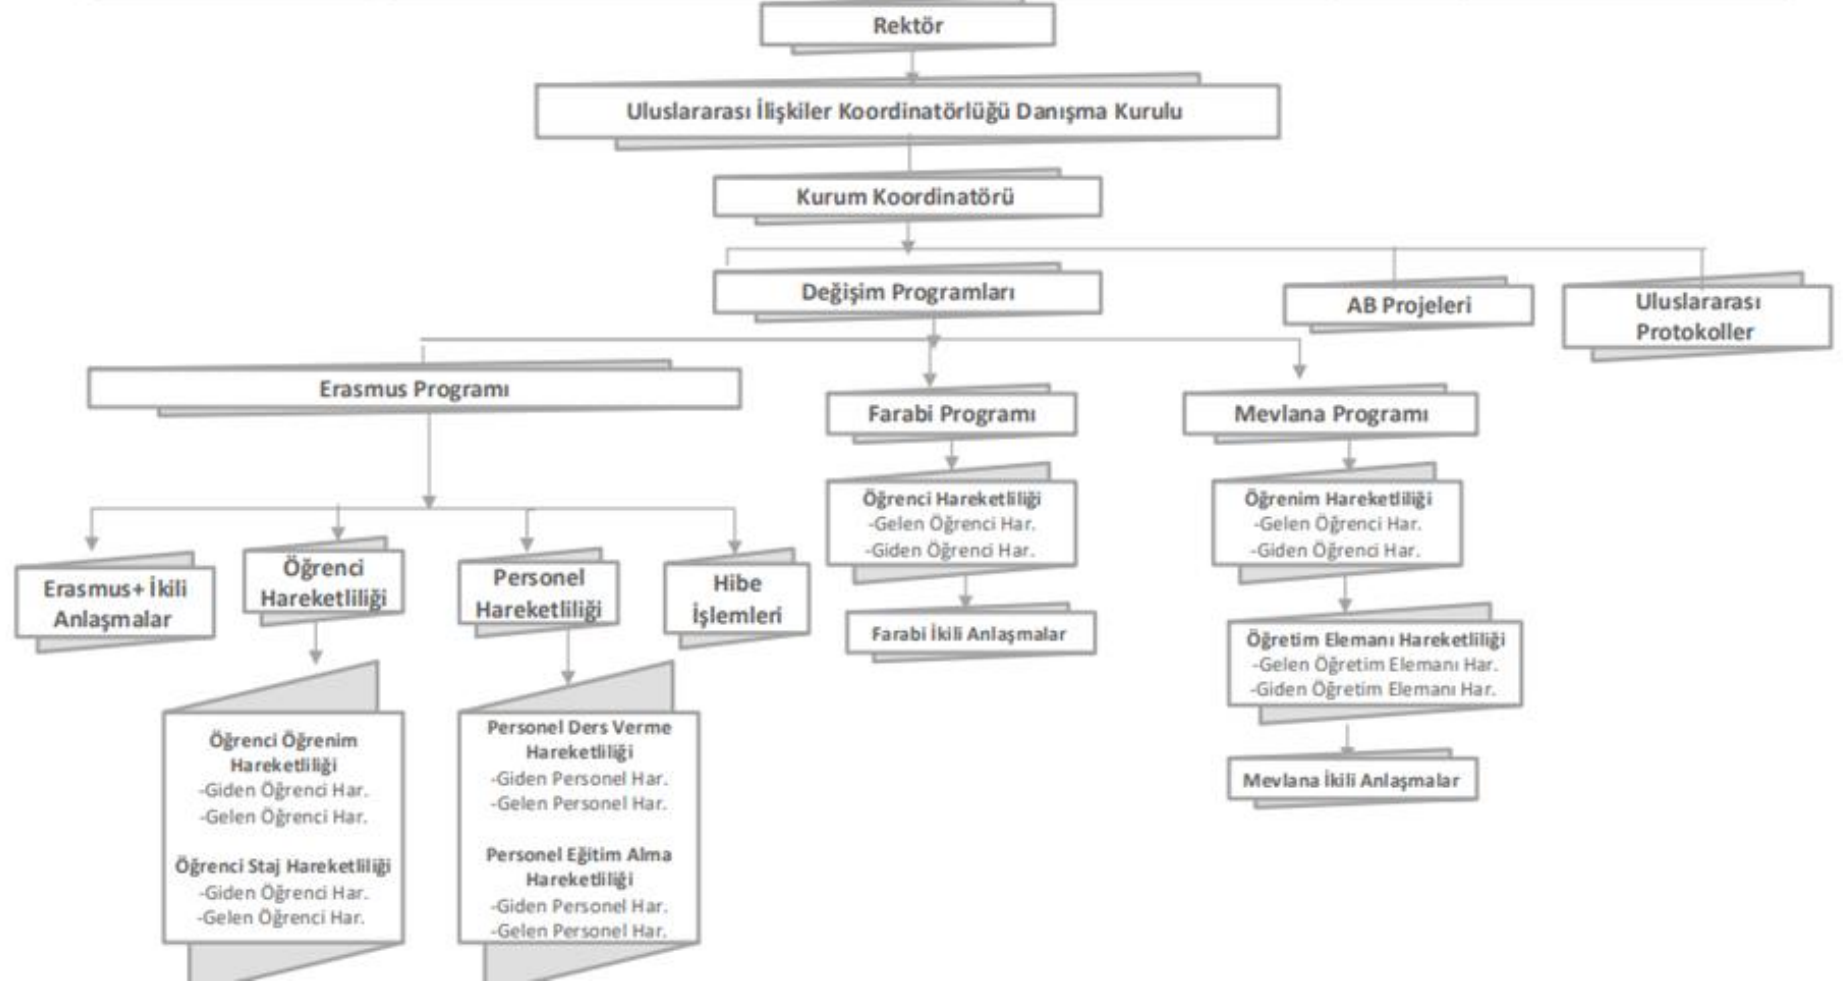 Rektör
Uluslararası İlişkiler Koordinatörlüğü Danışma Kurulu
Kurum Koordinatörü
Değişim Programları
AB Projeleri
Uluslararası
Protokoller
Erasmus Programı
Farabi Programı
Mevlana Programı
Erasmus+ İkili
Anlaşmalar
Öğrenci
Hareketliliği
Personel
Hareketliliği
Hibe
İşlemleri
Öğrenci Hareketliliği
-Gelen Öğrenci Har.
-Giden Öğrenci Har.
Öğrenim Hareketliliği
-Gelen Öğrenci Har.
-Giden Öğrenci Har.
Farabi İkili Anlaşmalar
Öğretim Elemanı Hareketliliği
-Gelen Öğretim Elemanı Har.
-Giden Öğretim Elemanı Har.
Mevlana İkili Anlaşmalar
Öğrenci Öğrenim
Hareketliliği
-Giden Öğrenci Har.
-Gelen Öğrenci Har.
Öğrenci Staj Hareketliliği
-Giden Öğrenci Har.
-Gelen Öğrenci Har.
Personel Ders Verme
Hareketliliği
-Giden Personel Har.
-Gelen Personel Har.
Personel Eğitim Alma
Hareketliliği
-Giden Personel Har.
-Gelen Personel Har.